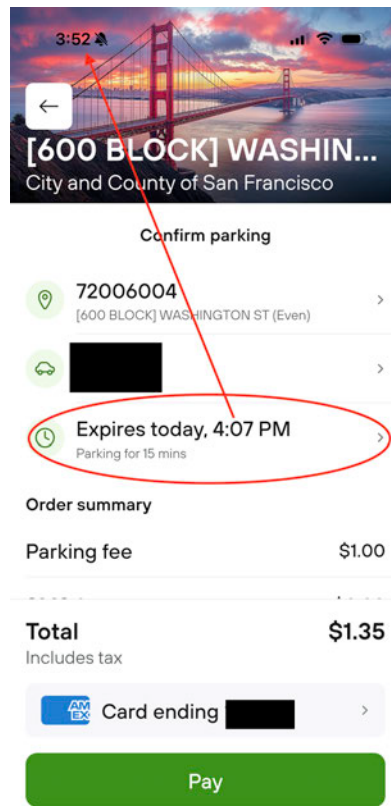 3:52
[600 BLOCK] WASHIN...
City and County of San Francisco
Confirm parking
72006004
[600 BLOCK] WASHINGTON ST (Even)
Expires today, 4:07 PM
Parking for 15 mins
Order summary
Parking fee $1.00
Total $1.35
Includes tax
AM
EX
Card ending
Pay